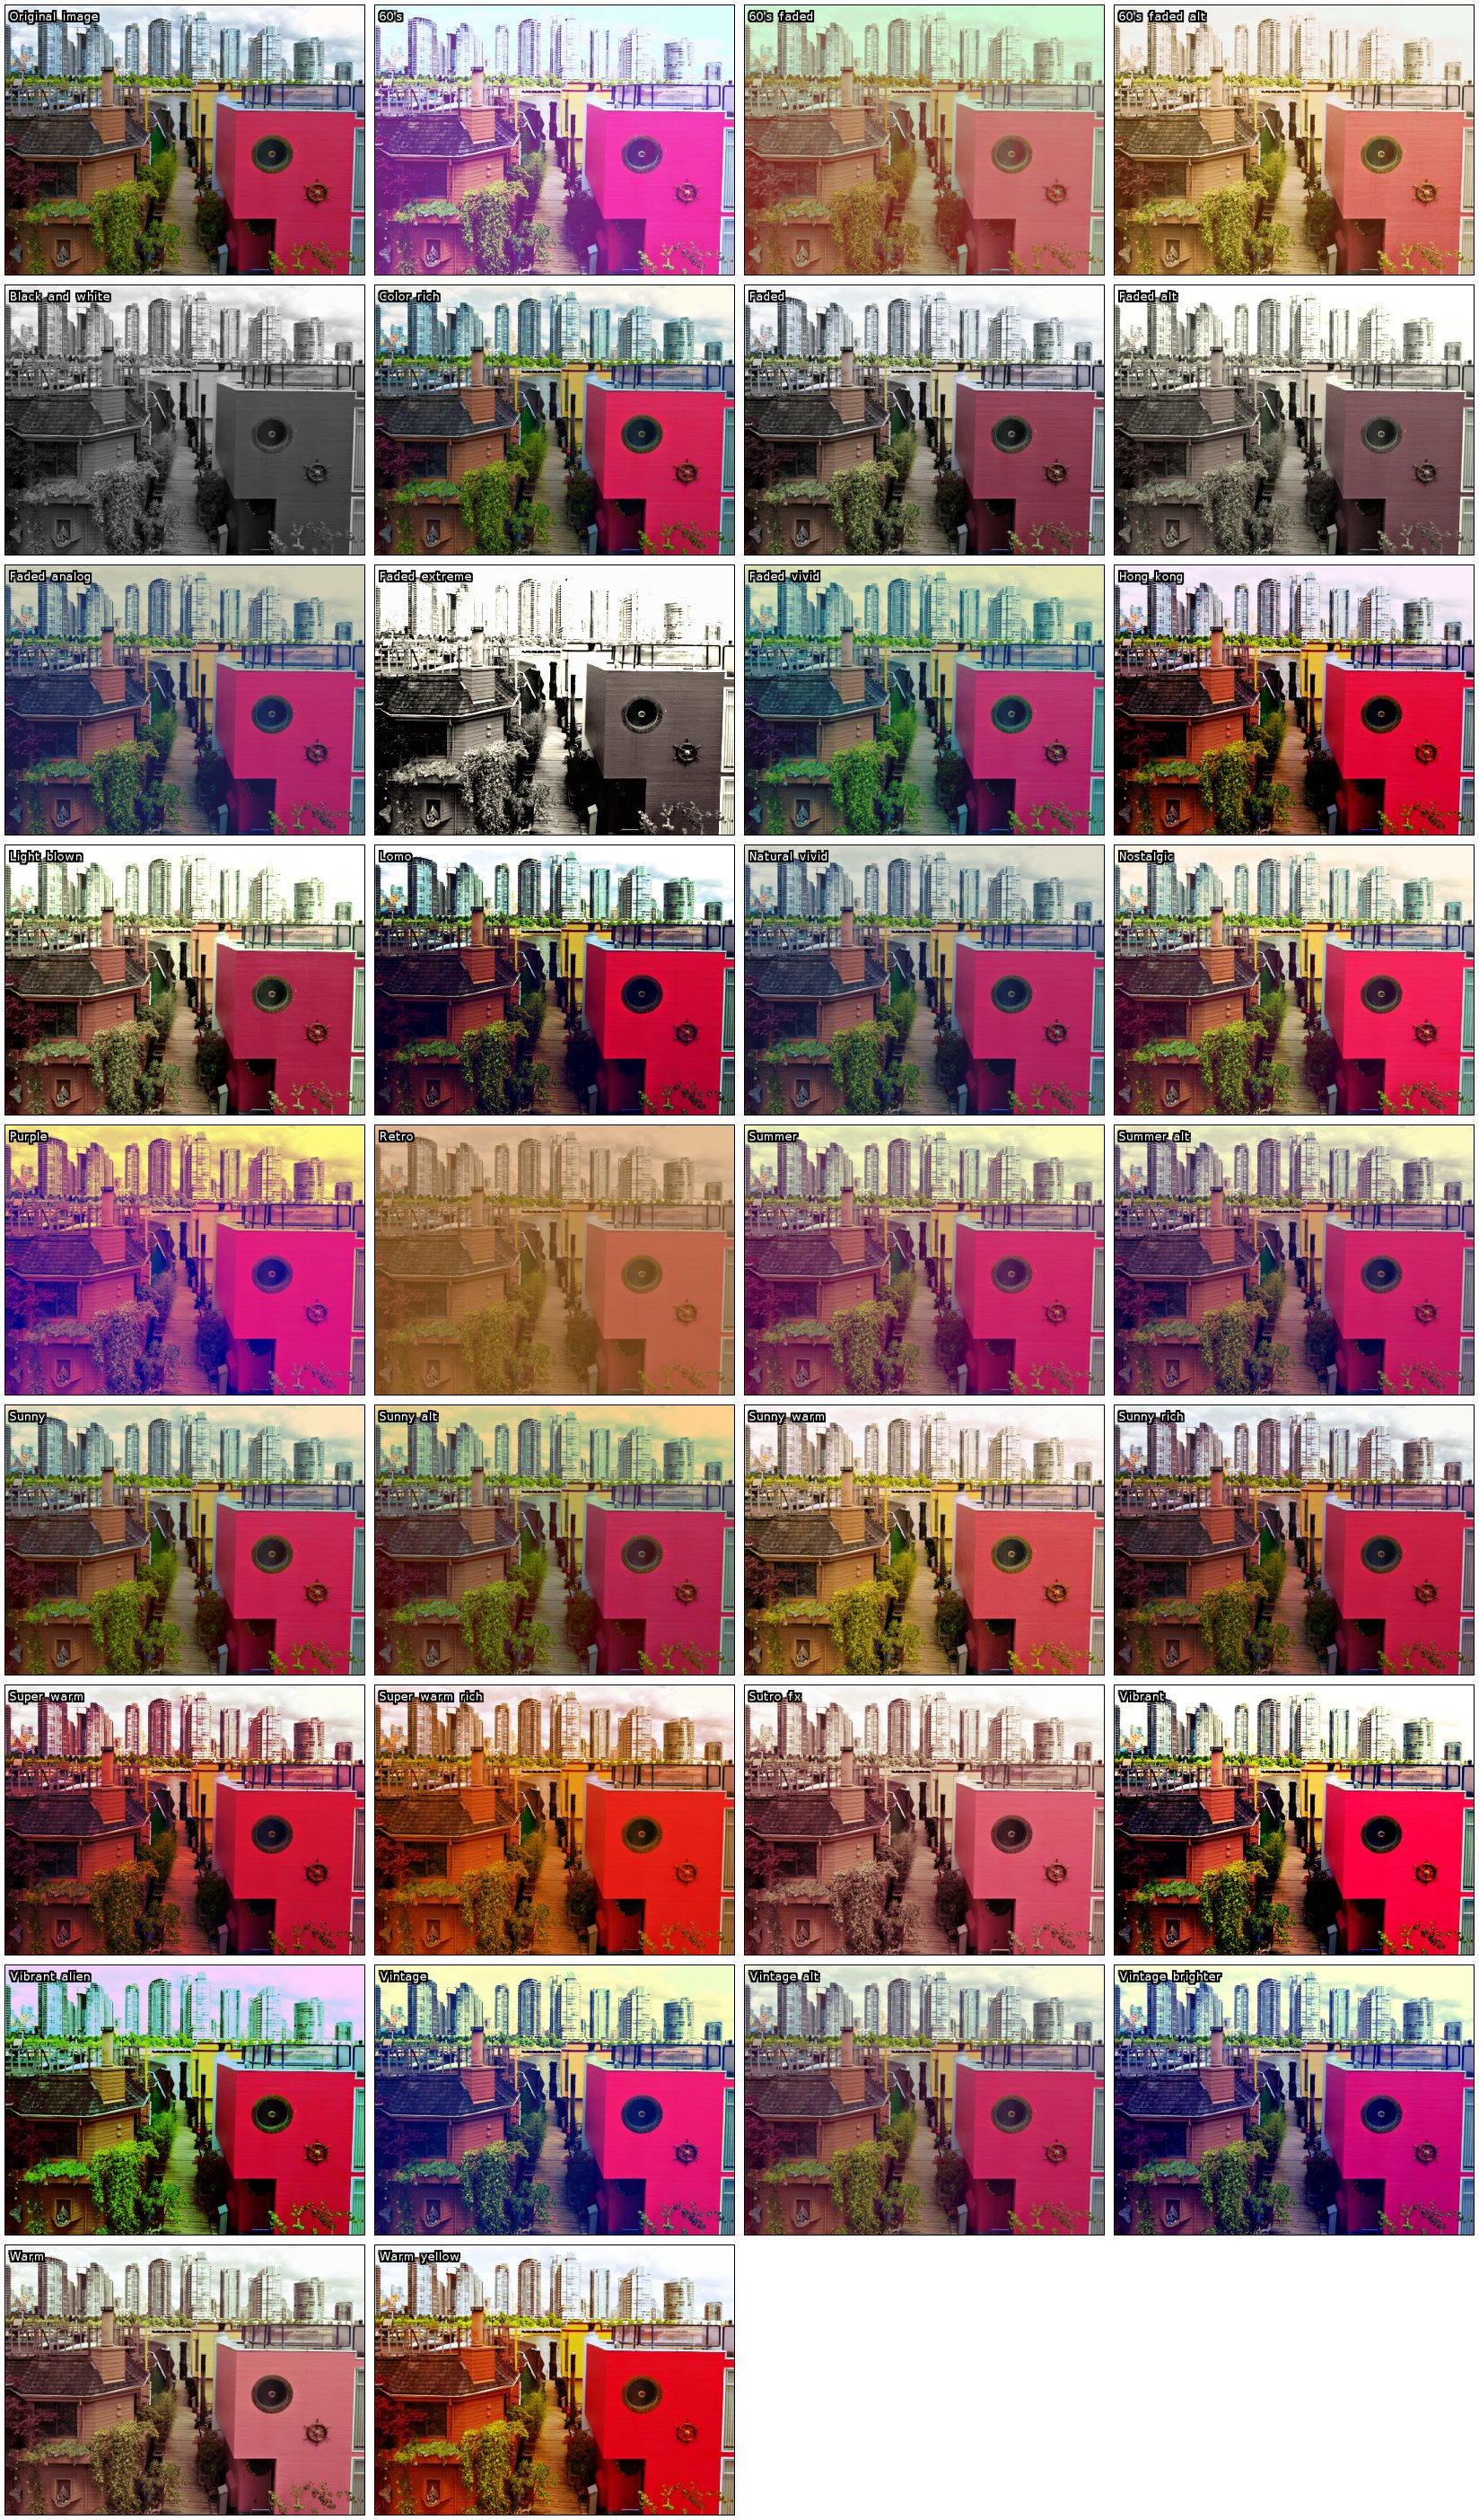 Original image
60's
60's faded
60's faded alt
Black and white
Color rich
Faded
Faded alt
Faded analog
Faded extreme
Faded vivid
Hong kong
Light blown
Lomo
Natural vivid
Nostalgic
Purple
Retro
Summer
Summer alt
Sunny
Sunny alt
Sunny warm
Sunny rich
Super warm
Super warm rich
Sutro fx
Vibrant
Vibrant alien
Vintage
Vintage alt
Vintage brighter
Warm
Warm yellow